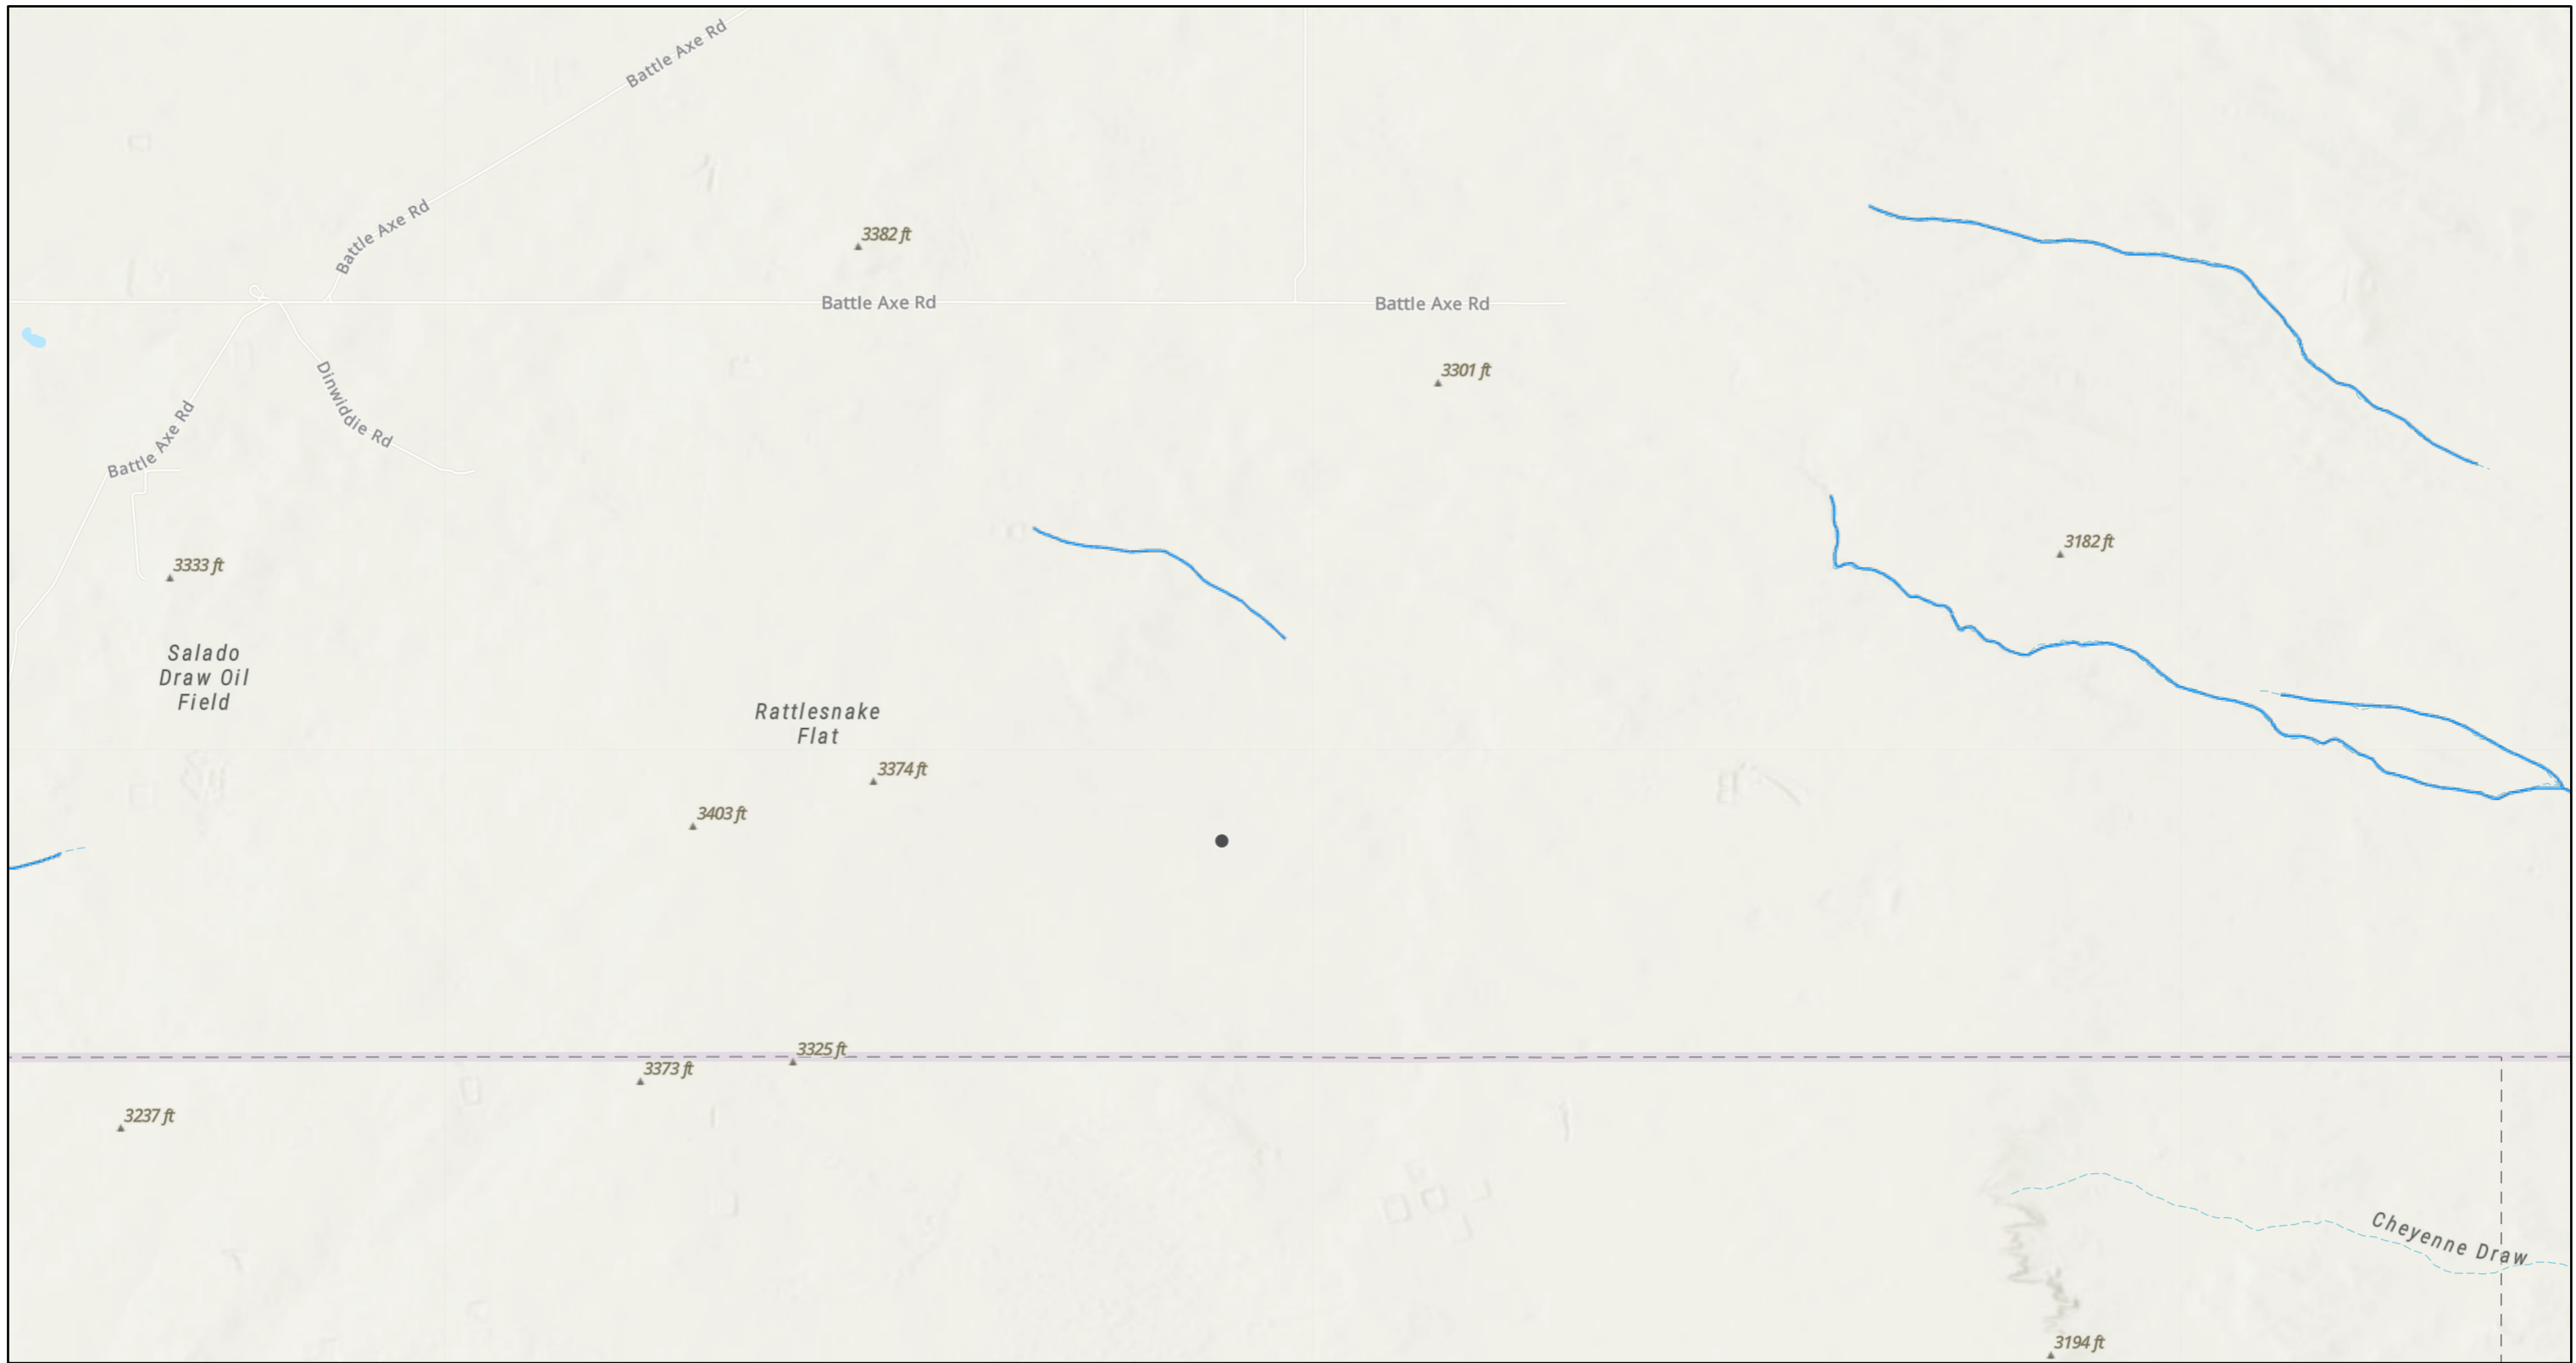 Battle Axe Rd
Battle Axe Rd
3382 ft
Battle Axe Rd
Battle Axe Rd
3301 ft
Dinwiddie Rd
Battle Axe Rd
3182 ft
3333 ft
Salado
Draw Oil
Field
Rattlesnake
Flat
3374 ft
3403 ft
3325 ft
3373 ft
3237 ft
Cheyenne Draw
3194 ft